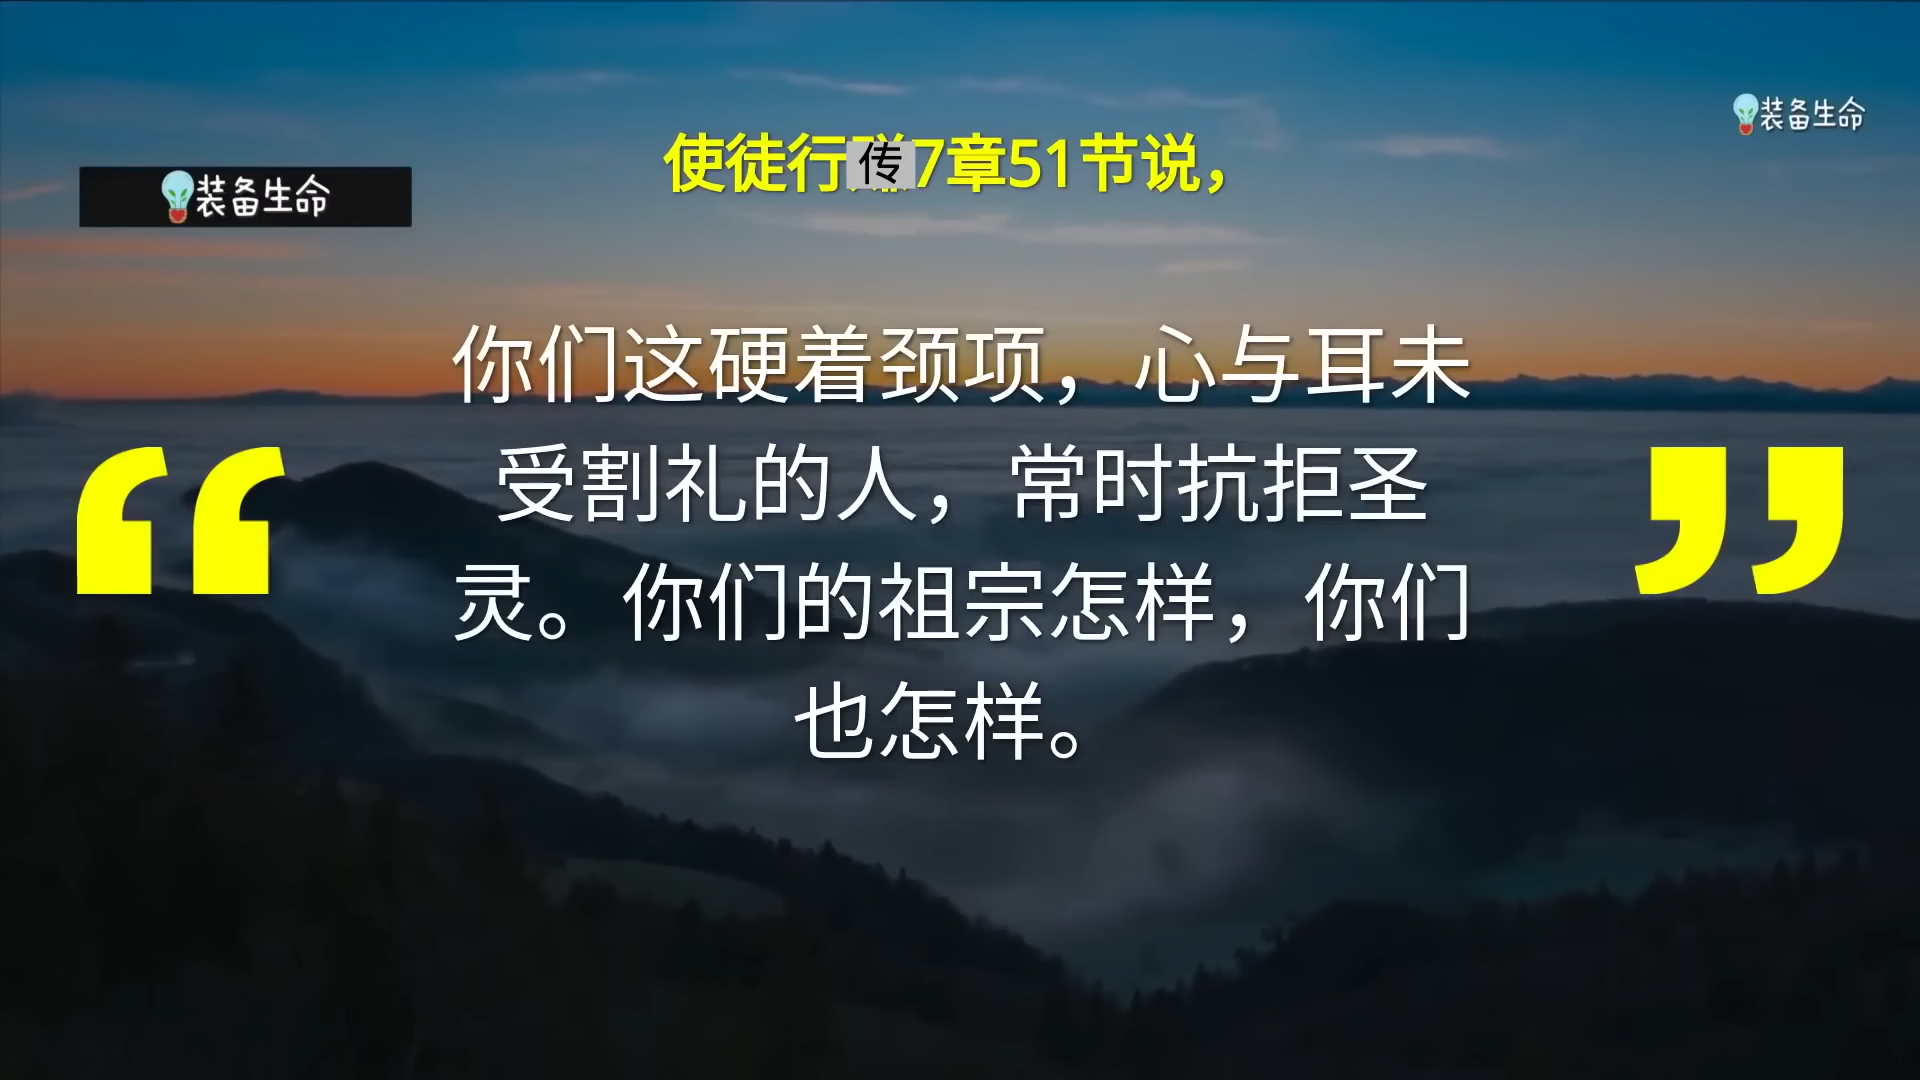 装备生命
使徒行传7章51节说，
装备生命
你们这硬着颈项，心与耳未
受割礼的人，常时抗拒圣
灵。你们的祖宗怎样，你们
也怎样。